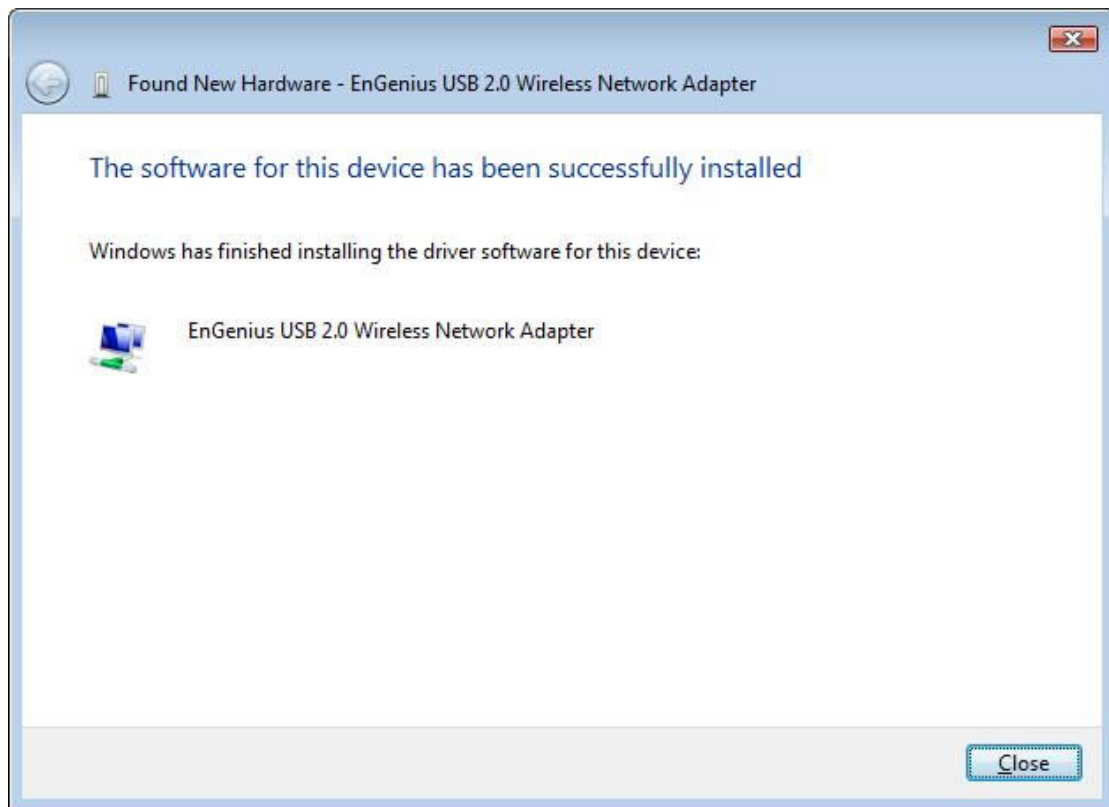 Found New Hardware - EnGenius USB 2.0 Wireless Network Adapter
The software for this device has been successfully installed
Windows has finished installing the driver software for this device:
EnGenius USB 2.0 Wireless Network Adapter
Close